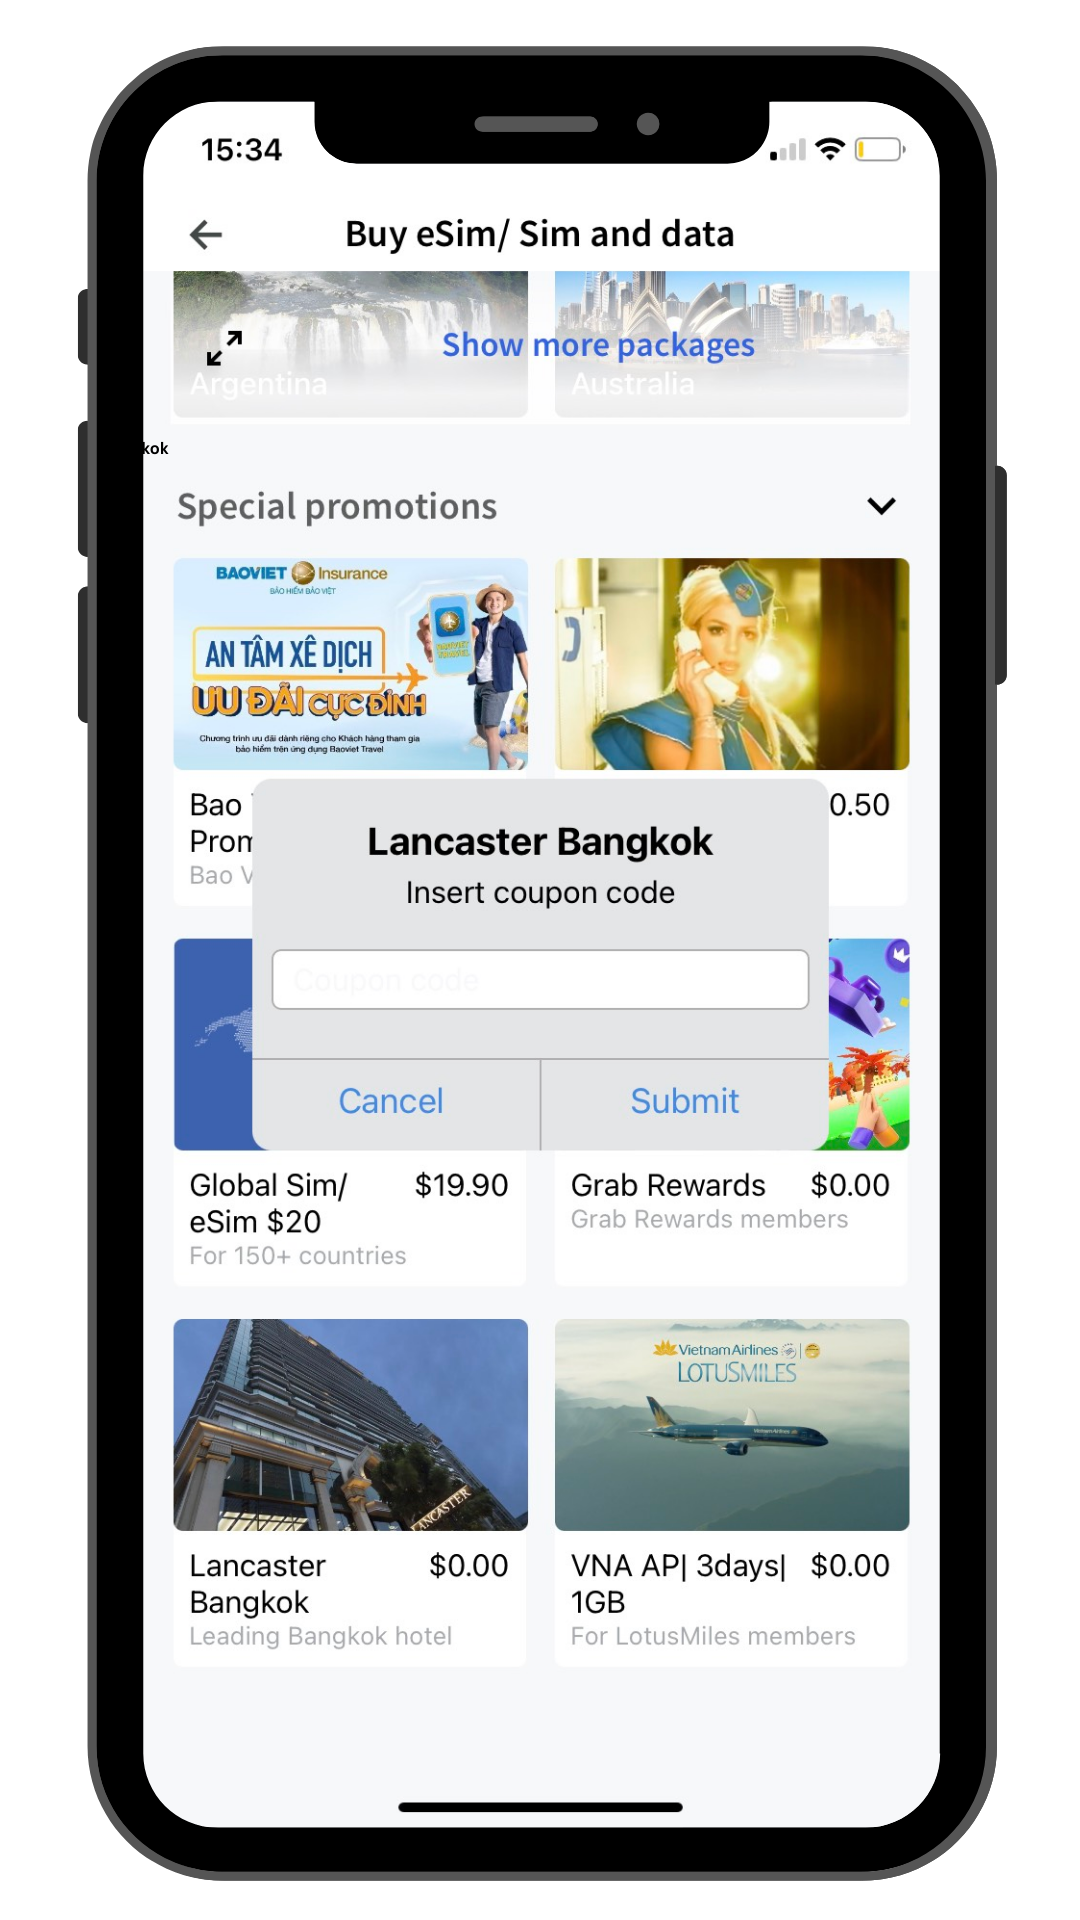 15:34
Buy eSim/ Sim and data
Show more packages
Argentina
Australia
kok
Special promotions
BAOVIET Insurance
BẢO HIỂM BẢO VIỆT
AN TÂM XÊ DỊCH
ƯU ĐÃI CỰC ĐỈNH
Chương trình ưu đãi dành riêng cho Khách hàng tham gia
bảo hiểm trên ứng dụng Baoviet Travel
BAOVIET
TRAVEL
Bao
Prom
Bao V
0.50
Lancaster Bangkok
Insert coupon code
Coupon code
Cancel
Submit
Global Sim/ $19.90
eSim $20
For 150+ countries
Grab Rewards $0.00
Grab Rewards members
LANCASTER
Lancaster $0.00
Bangkok
Leading Bangkok hotel
Vietnam Airlines
LOTUSMILES
Vietnam Airlines
VNA AP| 3days| $0.00
1GB
For LotusMiles members